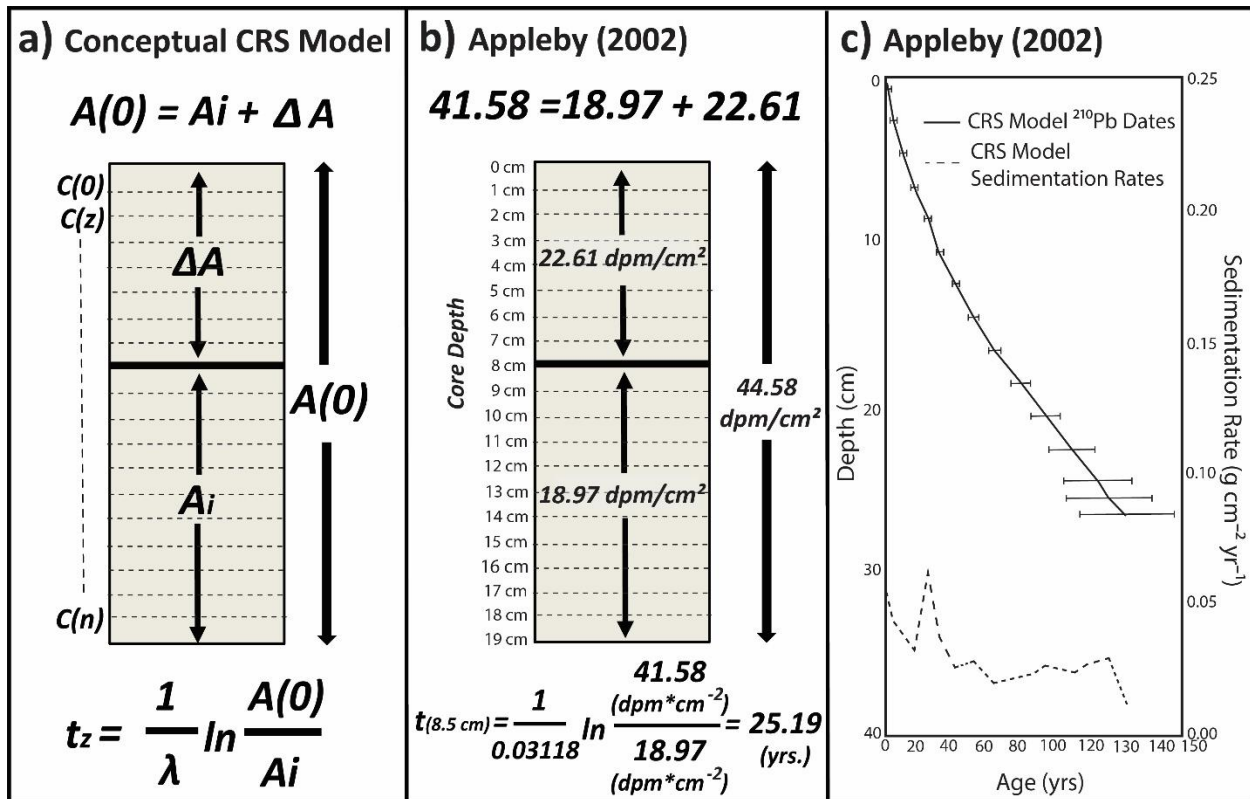 a) Conceptual CRS Model
A(0) = Ai + Δ A
C(0)
C(z)
ΔA
A(0)
Ai
C(n)
tz = 1/λ ln A(0)/Ai
b) Appleby (2002)
41.58 =18.97 + 22.61
0 cm
1 cm
2 cm
3 cm
22.61 dpm/cm²
4 cm
5 cm
6 cm
7 cm
Core Depth
8 cm
44.58
dpm/cm²
9 cm
10 cm
11 cm
12 cm
13 cm
18.97 dpm/cm²
14 cm
15 cm
16 cm
17 cm
18 cm
19 cm
t(8.5 cm) = 1/0.03118 ln 41.58 (dpm*cm⁻²)/18.97 (dpm*cm⁻²) = 25.19 (yrs.)
c) Appleby (2002)
CRS Model ²¹⁰Pb Dates
CRS Model
Sedimentation Rates
0
10
20
30
40
Depth (cm)
0.25
0.20
0.15
0.10
0.05
0.00
Sedimentation Rate (g cm⁻² yr⁻¹)
0 20 40 60 80 100 130 140 150
Age (yrs)